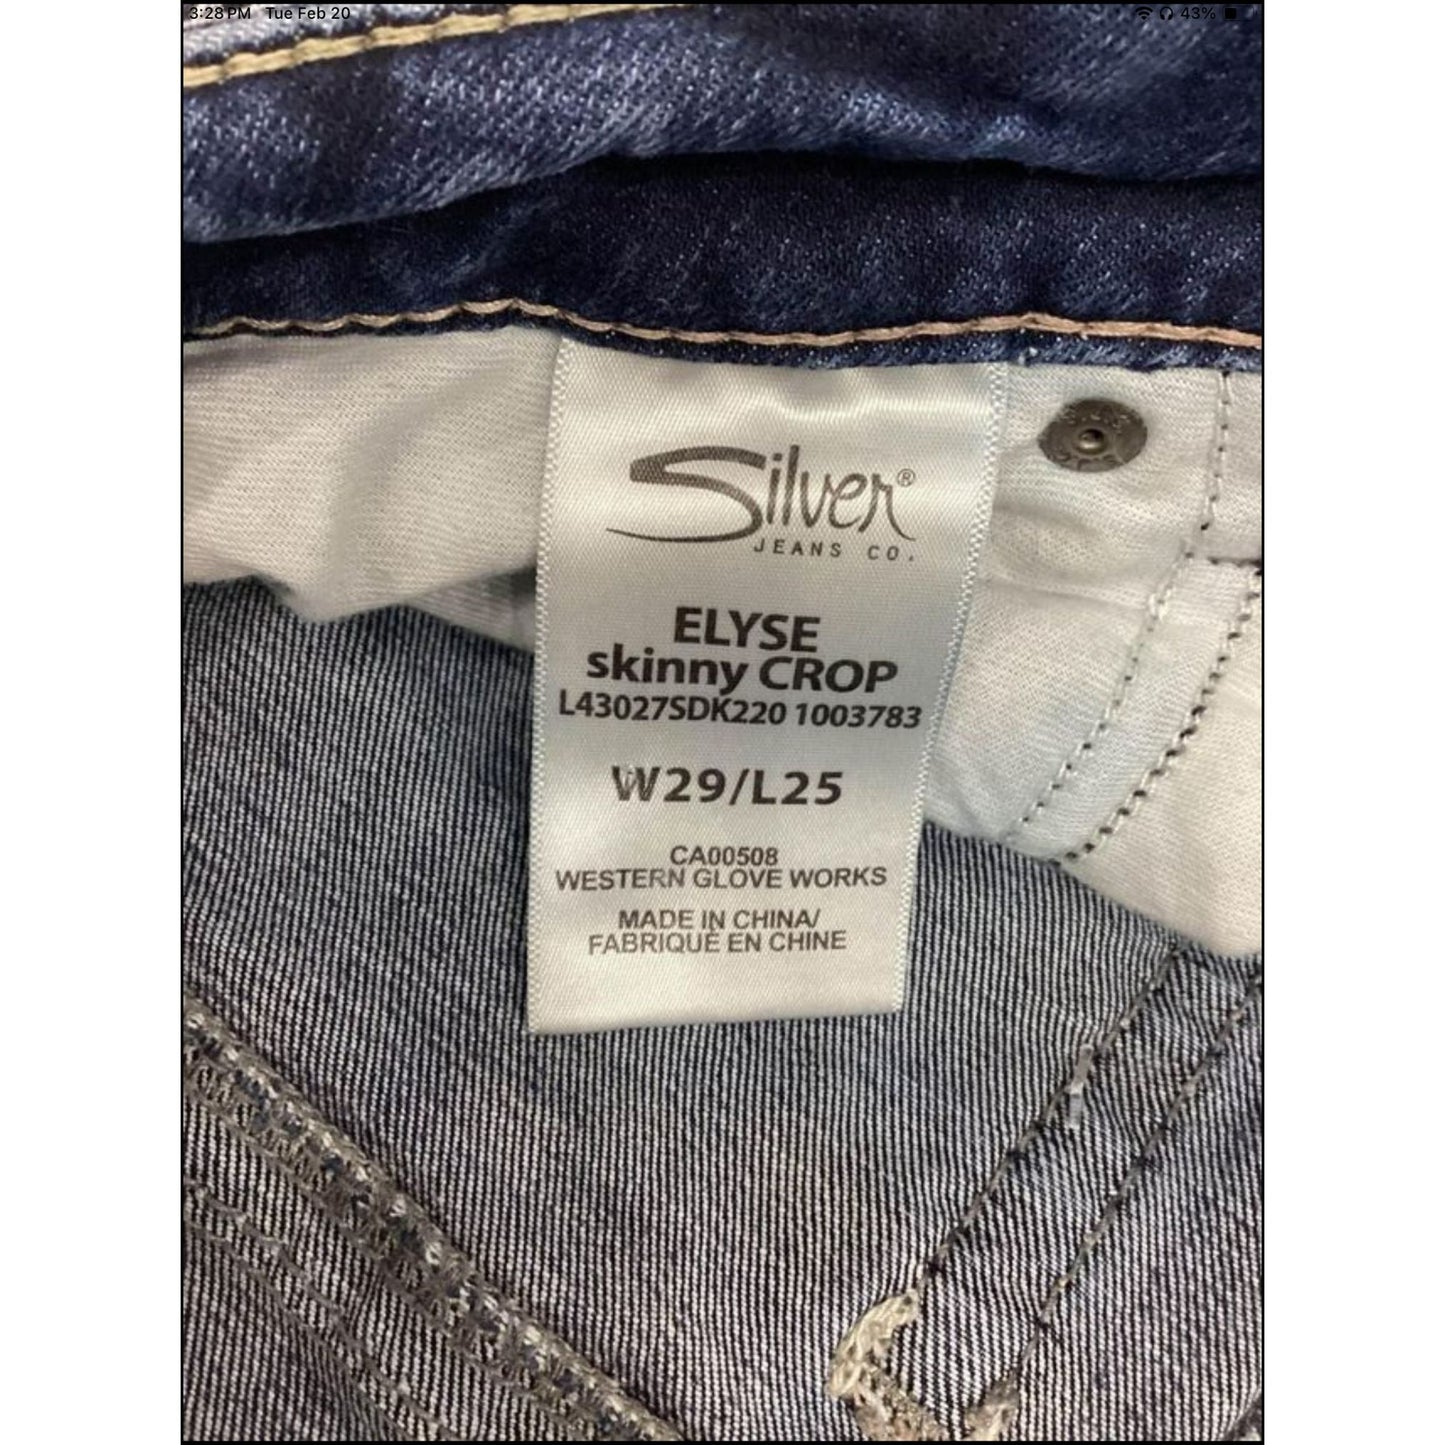 3:28 PM Tue Feb 20
43%
Silver®
JEANS CO.
ELYSE
skinny CROP
L43027SDK220 1003783
W29/L25
CA00508
WESTERN GLOVE WORKS
MADE IN CHINA/
FABRIQUÉ EN CHINE